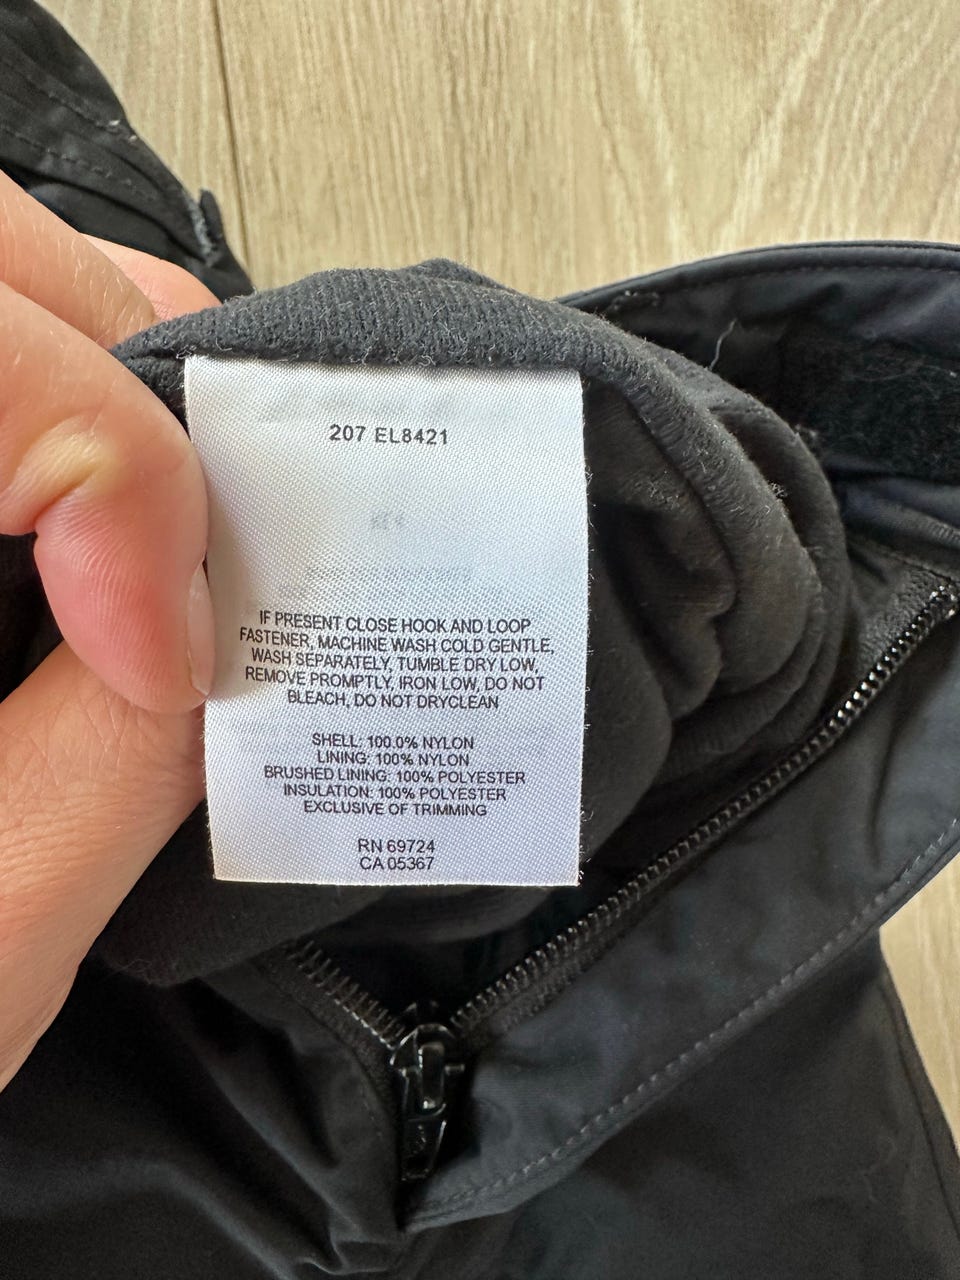 207 EL8421
IF PRESENT CLOSE HOOK AND LOOP
FASTENER, MACHINE WASH COLD GENTLE,
WASH SEPARATELY, TUMBLE DRY LOW,
REMOVE PROMPTLY, IRON LOW, DO NOT
BLEACH, DO NOT DRYCLEAN
SHELL: 100.0% NYLON
LINING: 100% NYLON
BRUSHED LINING: 100% POLYESTER
INSULATION: 100% POLYESTER
EXCLUSIVE OF TRIMMING
RN 69724
CA 05367